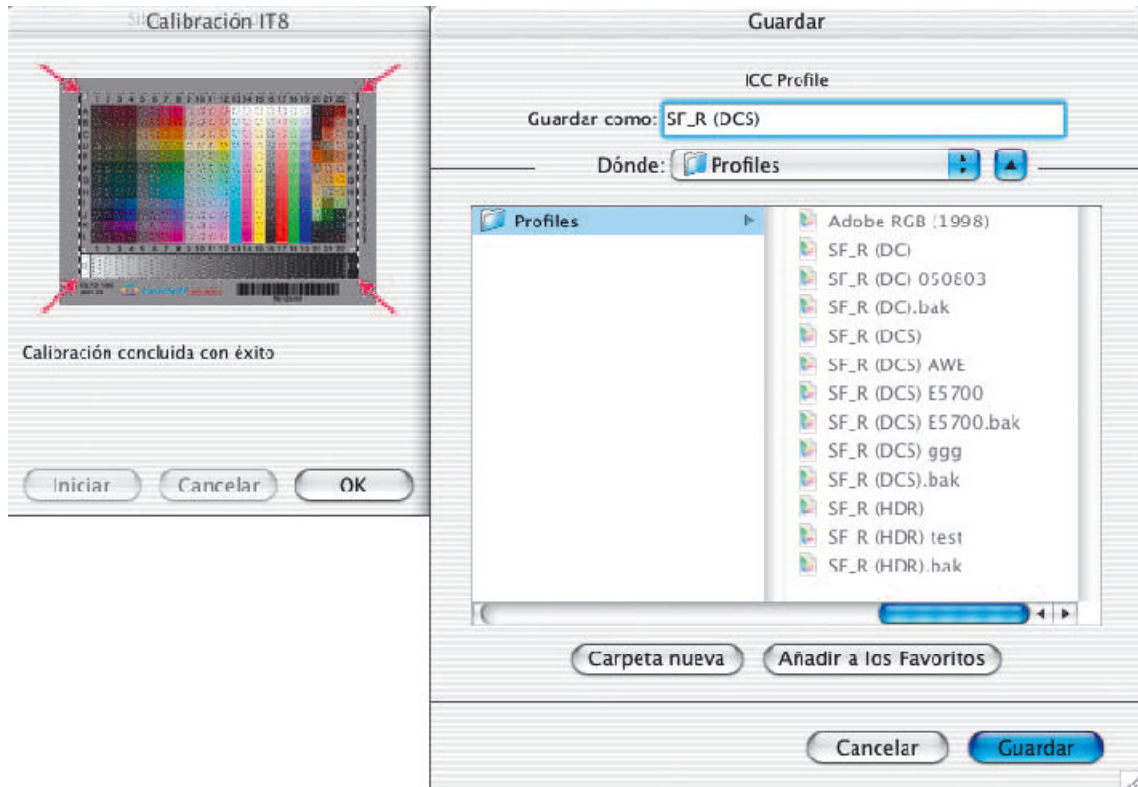 Calibración IT8
LaserSoft
Calibración concluida con éxito
Iniciar
Cancelar
OK
Guardar
ICC Profile
Guardar como: SF_R (DCS)
Dónde: Profiles
Profiles
Adobe RGB (1998)
SF_R (DC)
SF_R (DC) 050803
SF_R (DC).bak
SF_R (DCS)
SF_R (DCS) AWE
SF_R (DCS) E5700
SF_R (DCS) E5700.bak
SF_R (DCS) ggg
SF_R (DCS).bak
SF_R (HDR)
SF_R (HDR) test
SF_R (HDR).bak
Carpeta nueva
Añadir a los Favoritos
Cancelar
Guardar